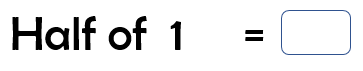 Half of 1 =